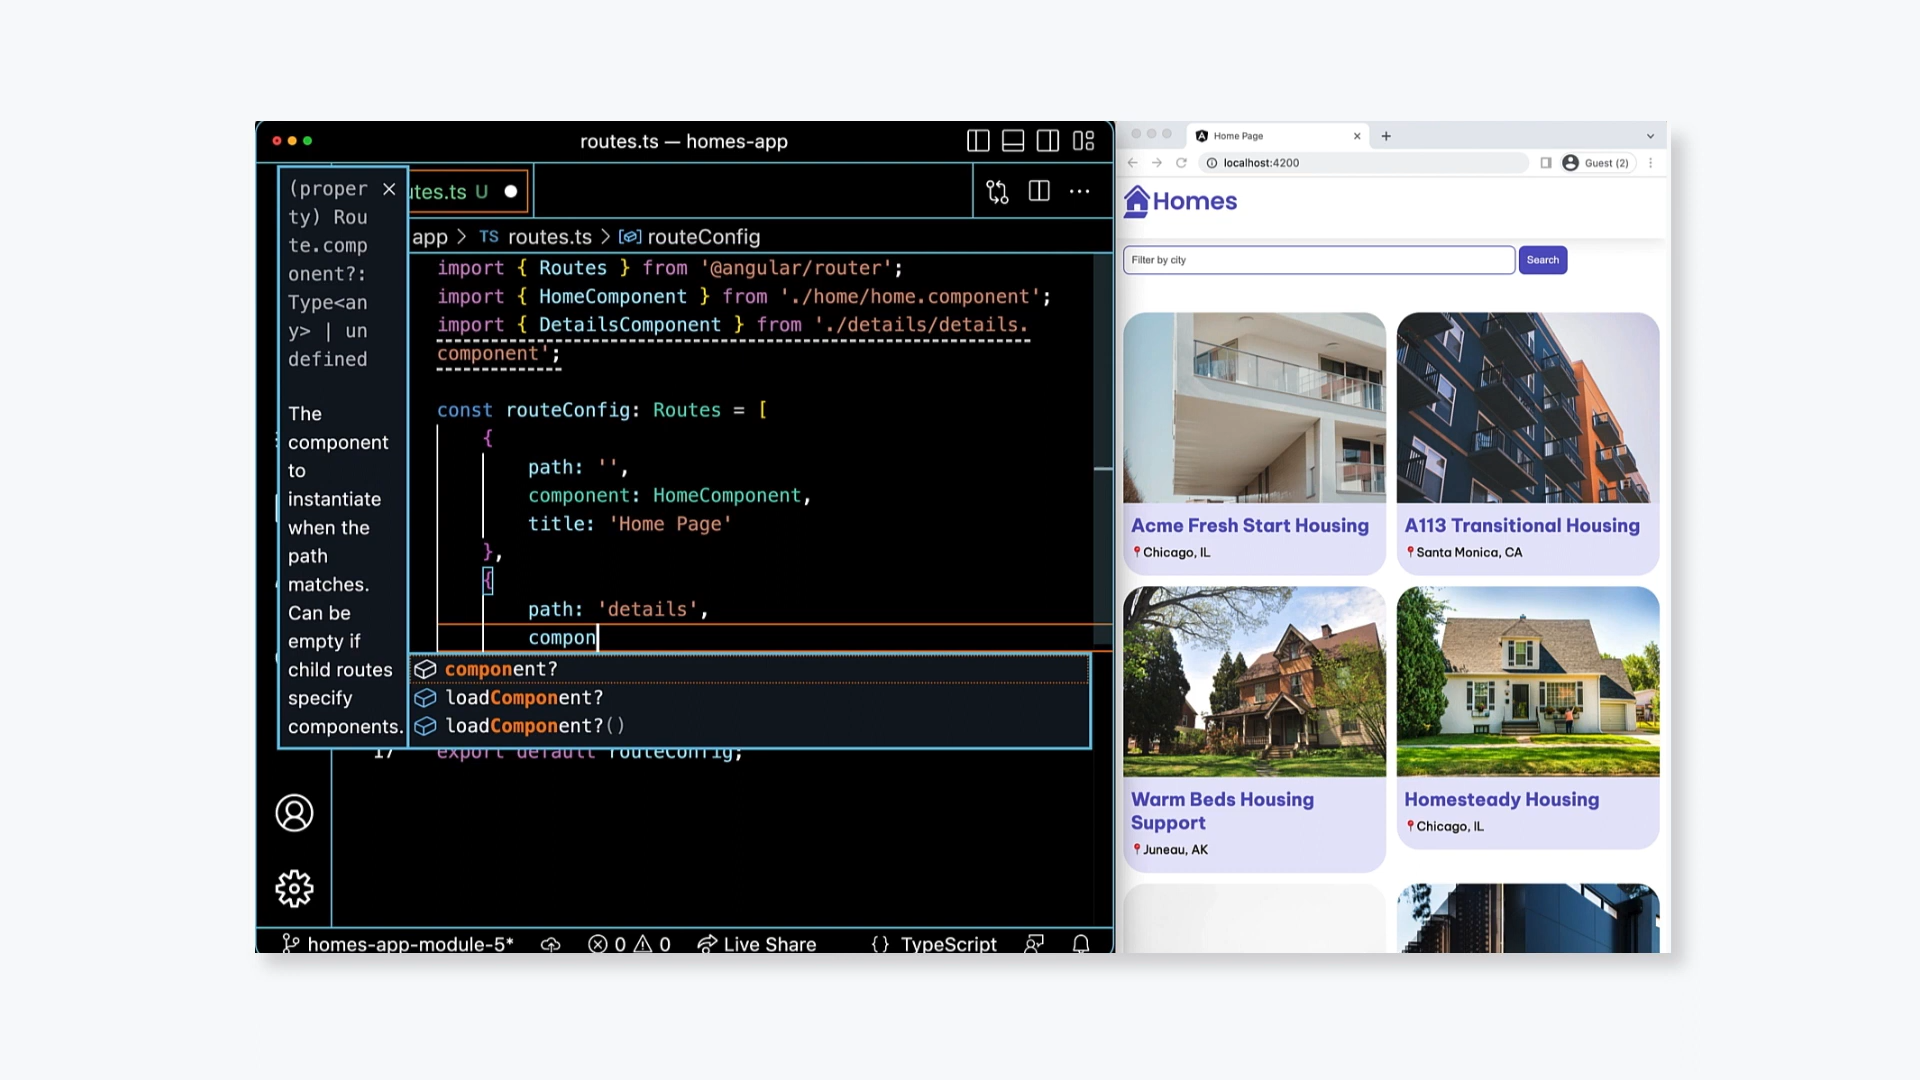 routes.ts — homes-app
(proper
ty) Rou
te.comp
onent?:
Type<an
y> | un
defined
The
component
to
instantiate
when the
path
matches.
Can be
empty if
child routes
specify
components.
utes.ts U
app > TS routes.ts > routeConfig
import { Routes } from '@angular/router';
import { HomeComponent } from './home/home.component';
import { DetailsComponent } from './details/details.
component';
const routeConfig: Routes = [
{
path: '',
component: HomeComponent,
title: 'Home Page'
},
{
path: 'details',
compon
component?
loadComponent?
loadComponent?()
17 export default routeConfig;
homes-app-module-5* 0 0 Live Share {} TypeScript
Home Page
localhost:4200
Guest (2)
Homes
Filter by city
Search
Acme Fresh Start Housing
Chicago, IL
A113 Transitional Housing
Santa Monica, CA
Warm Beds Housing
Support
Juneau, AK
Homesteady Housing
Chicago, IL